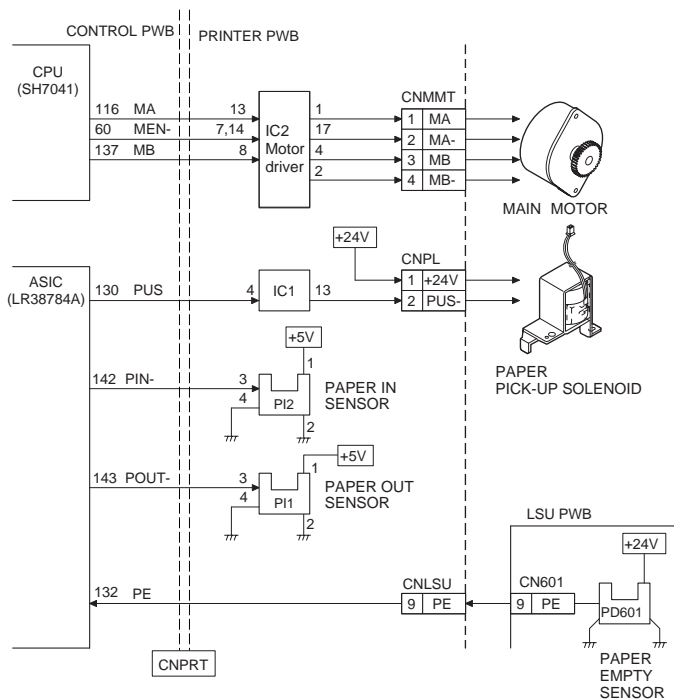 CONTROL PWB
PRINTER PWB
CPU
(SH7041)
116 MA 13
60 MEN- 7,14
137 MB 8
IC2
Motor
driver
1
17
4
2
CNMMT
1 MA
2 MA-
3 MB
4 MB-
MAIN MOTOR
+24V
CNPL
1 +24V
2 PUS-
ASIC
(LR38784A)
130 PUS 4
IC1
13
PAPER
PICK-UP SOLENOID
+5V
1
142 PIN- 3
4
PI2
2
PAPER IN
SENSOR
+5V
1
143 POUT- 3
4
PI1
2
PAPER OUT
SENSOR
LSU PWB
+24V
132 PE
CNLSU
9 PE
CN601
9 PE
PD601
CNPRT
PAPER
EMPTY
SENSOR